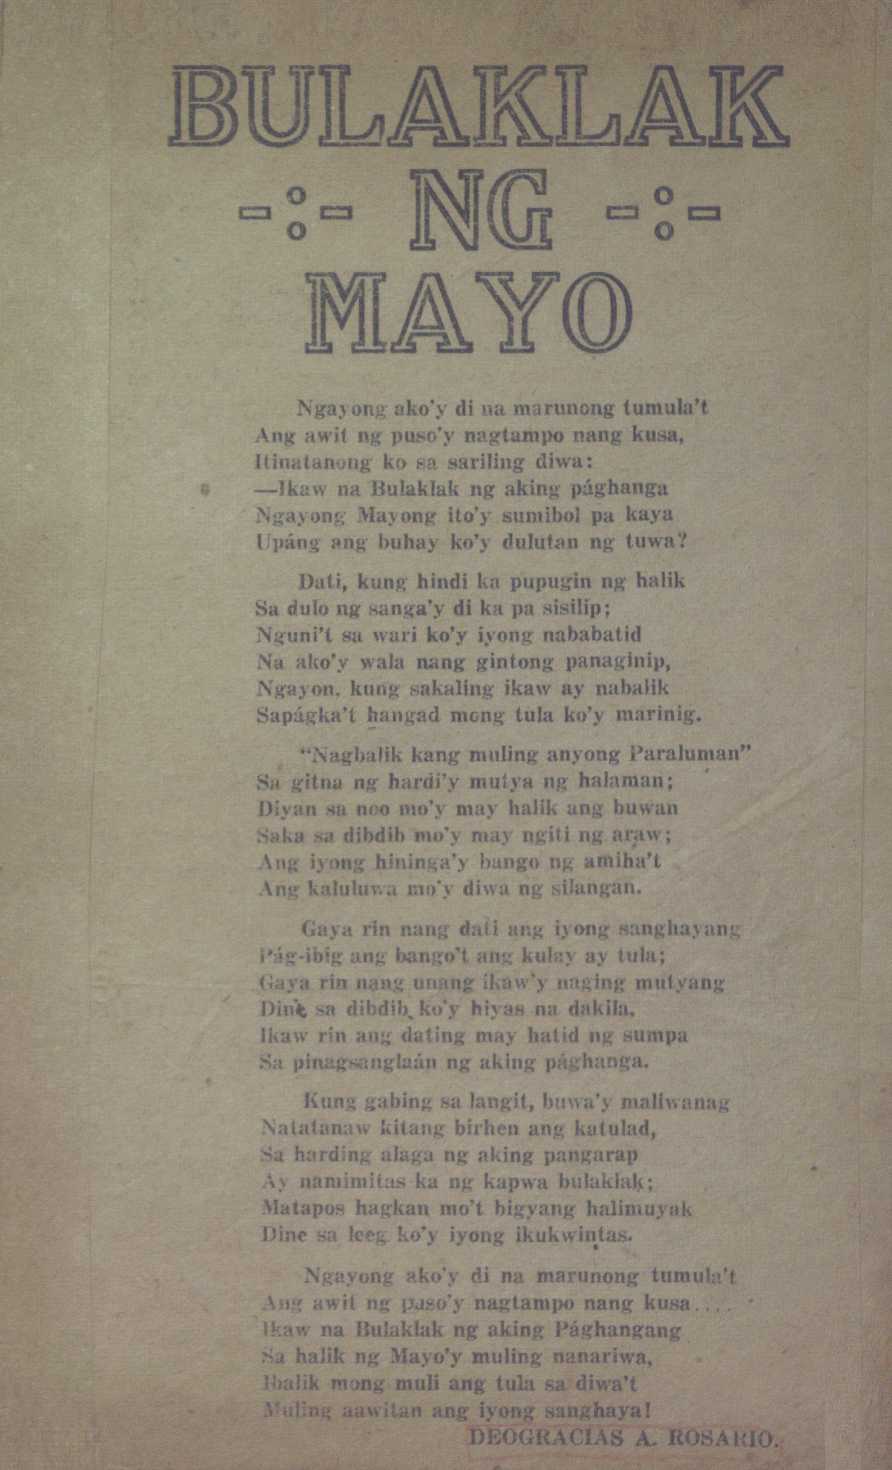 BULAKLAK
-:- NG -:-
MAYO
Ngayong ako'y di na marunong tumula't
Ang awit ng puso'y nagtampo nang kusa,
Itinatanong ko sa sariling diwa:
—Ikaw na Bulaklak ng aking pághanga
Ngayong Mayong ito'y sumibol pa kaya
Upáng ang buhay ko'y dulutan ng tuwa?
Dati, kung hindi ka pupugin ng halik
Sa dulo ng sanga'y di ka pa sisilip;
Nguni't sa wari ko'y iyong nababatid
Na ako'y wala nang gintong panaginip,
Ngayon, kung sakaling ikaw ay nabalik
Sapágka't hangad mong tula ko'y marinig.
“Nagbalik kang muling anyong Paraluman”
Sa gitna ng hardi'y mutya ng halaman;
Diyan sa noo mo'y may halik ang buwan
Saka sa dibdib mo'y may ngiti ng araw;
Ang iyong hininga'y bango ng amiha't
Ang kaluluwa mo'y diwa ng silangan.
Gaya rin nang dati ang iyong sanghayang
Pág-ibig ang bango't ang kulay ay tula;
Gaya rin nang unang ikaw'y naging mutyang
sa dibdib ko'y hiyas na dakila,
Ikaw rin ang dating may hatid ng sumpa
Sa pinagsanglaán ng aking pághanga.
Kung gabing sa langit, buwa'y maliwanag
Natatanaw kitang birhen ang katulad,
Sa harding alaga ng aking pangarap
Ay namimitas ka ng kapwa bulaklak;
Matapos hagkan mo't bigyang halimuyak
Dine sa leeg ko'y iyong ikukwintas.
Ngayong ako'y di na marunong tumula't
Ang awit ng puso'y nagtampo nang kusa....
Ikaw na Bulaklak ng aking Pághangang
Sa halik ng Mayo'y muling nanariwa,
Ibalik mong muli ang tula sa diwa't
Muling aawitan ang iyong sanghaya!
DEOGRACIAS A. ROSARIO.